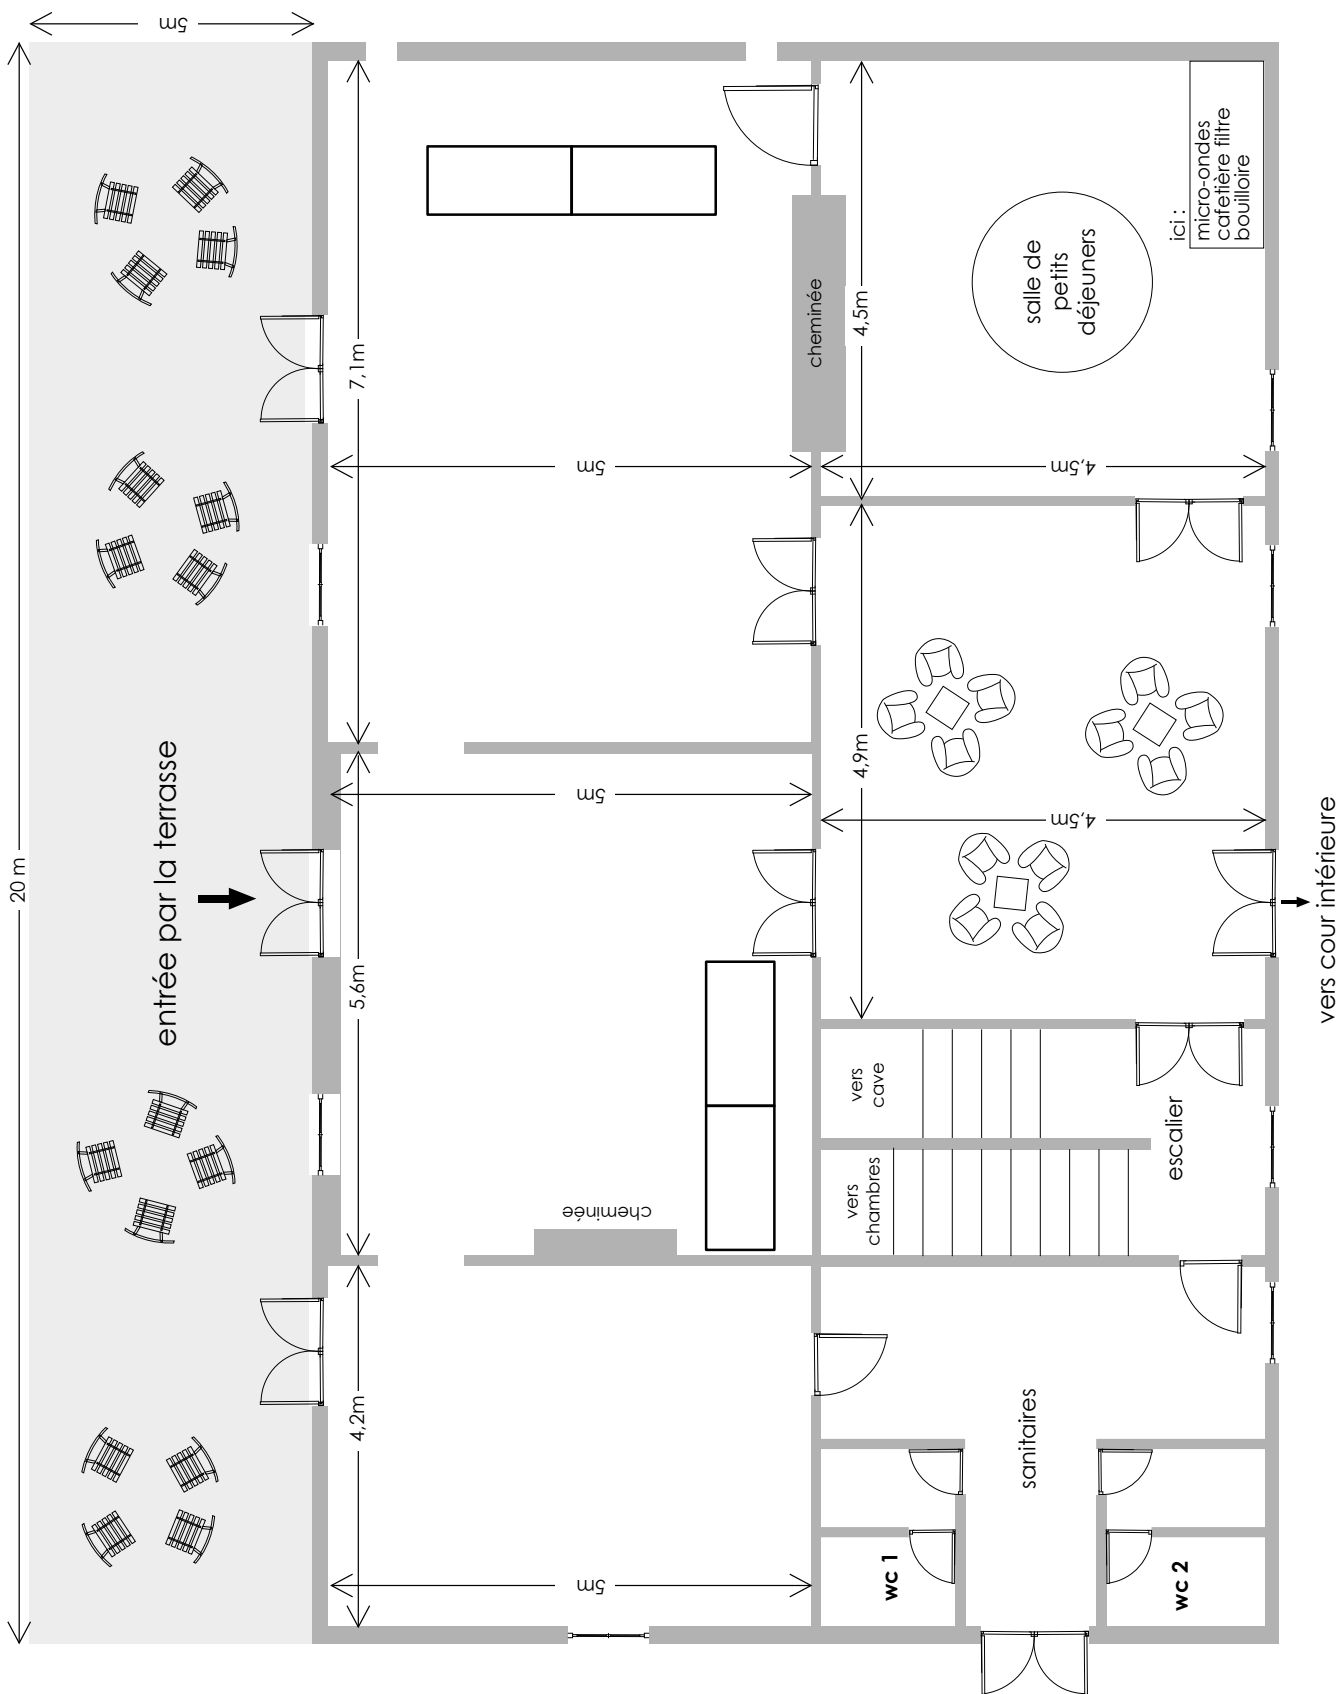 5m
20 m
entrée par la terrasse
7,1m
5m
5,6m
5m
4,2m
5m
cheminée
cheminée
4,5m
4,5m
salle de
petits
déjeuners
ici :
micro-ondes
cafetière filtre
bouilloire
4,9m
4,5m
vers
cave
vers
chambres
escalier
sanitaires
wc 1
wc 2
vers cour intérieure